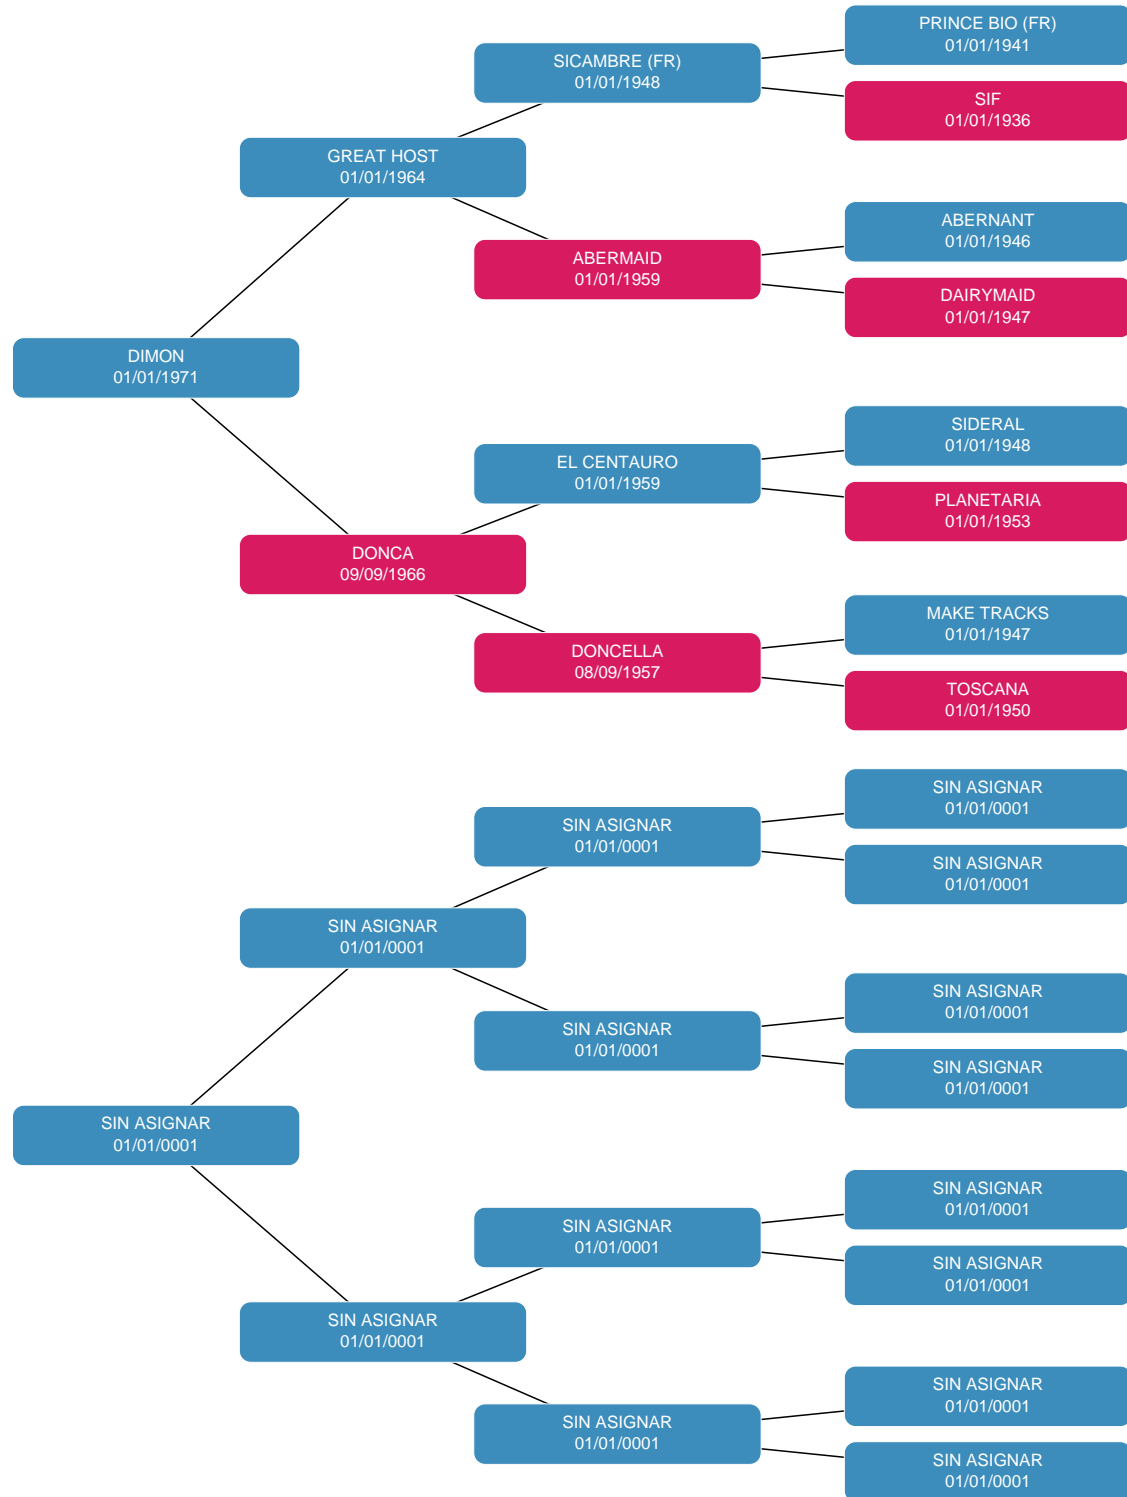 PRINCE BIO (FR)
01/01/1941
SICAMBRE (FR)
01/01/1948
SIF
01/01/1936
GREAT HOST
01/01/1964
ABERNANT
01/01/1946
ABERMAID
01/01/1959
DAIRYMAID
01/01/1947
DIMON
01/01/1971
SIDERAL
01/01/1948
EL CENTAURO
01/01/1959
PLANETARIA
01/01/1953
DONCA
09/09/1966
MAKE TRACKS
01/01/1947
DONCELLA
08/09/1957
TOSCANA
01/01/1950
SIN ASIGNAR
01/01/0001
SIN ASIGNAR
01/01/0001
SIN ASIGNAR
01/01/0001
SIN ASIGNAR
01/01/0001
SIN ASIGNAR
01/01/0001
SIN ASIGNAR
01/01/0001
SIN ASIGNAR
01/01/0001
SIN ASIGNAR
01/01/0001
SIN ASIGNAR
01/01/0001
SIN ASIGNAR
01/01/0001
SIN ASIGNAR
01/01/0001
SIN ASIGNAR
01/01/0001
SIN ASIGNAR
01/01/0001
SIN ASIGNAR
01/01/0001
SIN ASIGNAR
01/01/0001